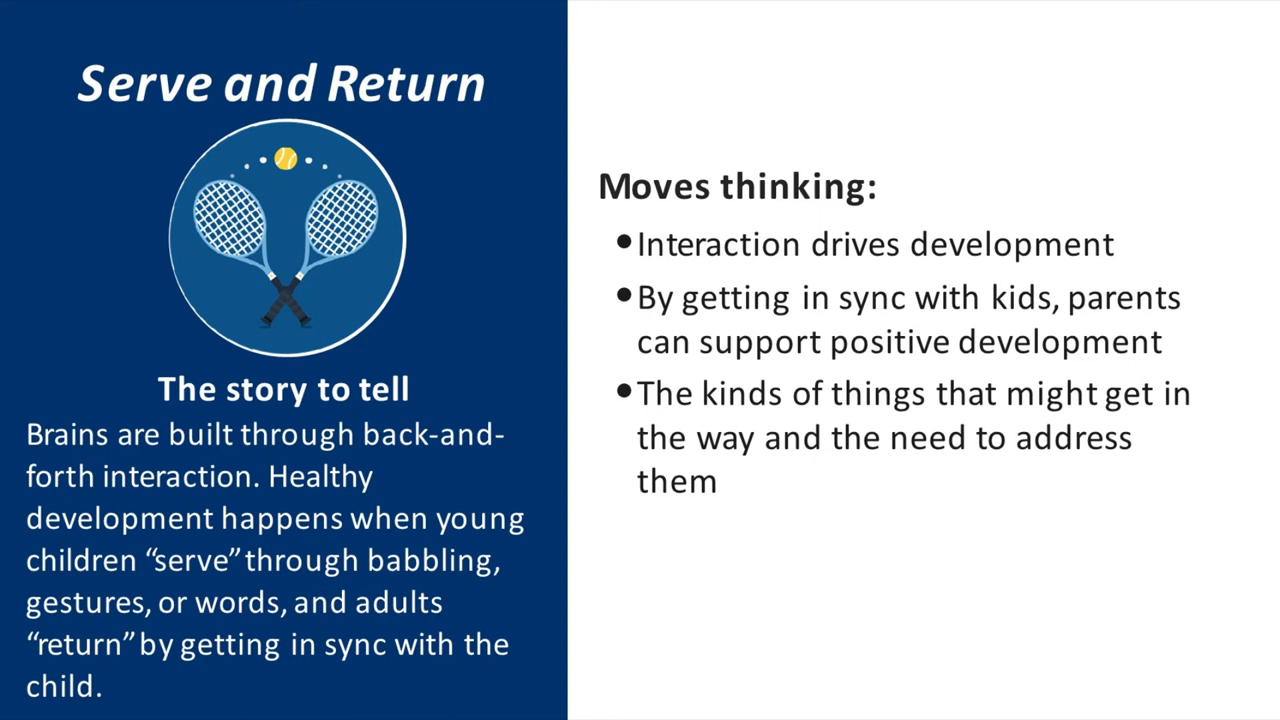 Serve and Return
The story to tell
Brains are built through back-and-
forth interaction. Healthy
development happens when young
children “serve” through babbling,
gestures, or words, and adults
“return” by getting in sync with the
child.
Moves thinking:
•Interaction drives development
•By getting in sync with kids, parents
can support positive development
•The kinds of things that might get in
the way and the need to address
them